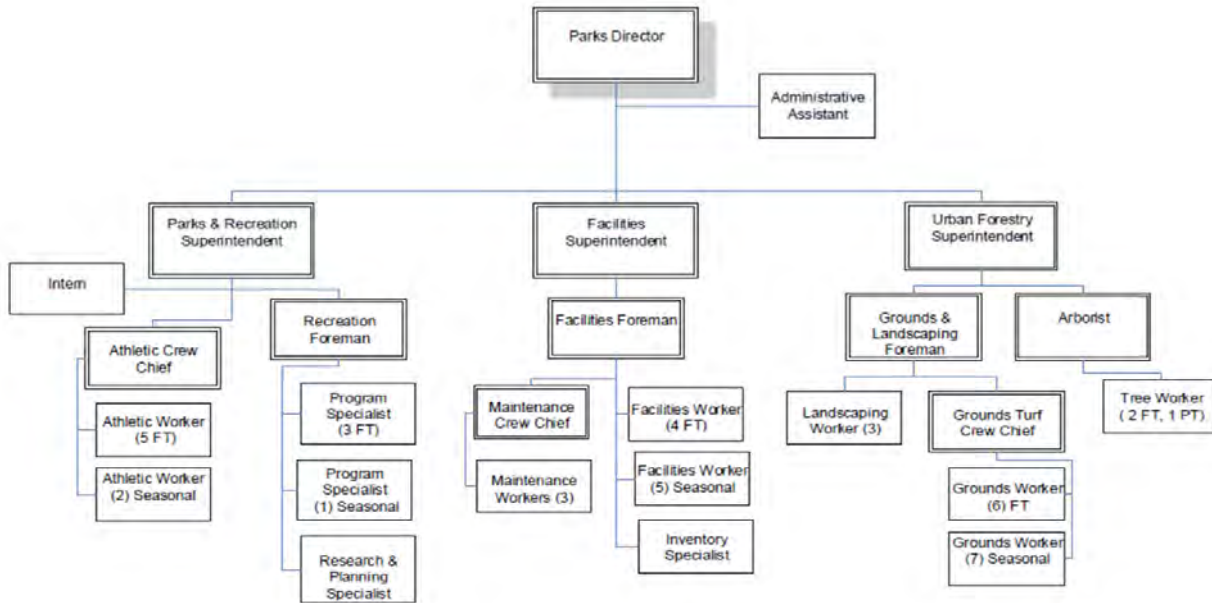 Parks Director
Administrative
Assistant
Parks & Recreation
Superintendent
Facilities
Superintendent
Urban Forestry
Superintendent
Intern
Recreation
Foreman
Facilities Foreman
Grounds &
Landscaping
Foreman
Arborist
Athletic Crew
Chief
Athletic Worker
(5 FT)
Athletic Worker
(2) Seasonal
Program
Specialist
(3 FT)
Program
Specialist
(1) Seasonal
Research &
Planning
Specialist
Maintenance
Crew Chief
Maintenance
Workers (3)
Facilities Worker
(4 FT)
Facilities Worker
(5) Seasonal
Inventory
Specialist
Landscaping
Worker (3)
Grounds Turf
Crew Chief
Grounds Worker
(6) FT
Grounds Worker
(7) Seasonal
Tree Worker
( 2 FT, 1 PT)